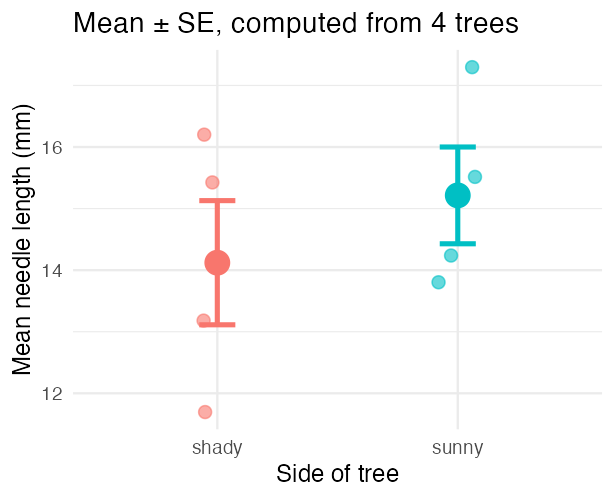 Mean ± SE, computed from 4 trees
Mean needle length (mm)
16
14
12
shady
sunny
Side of tree